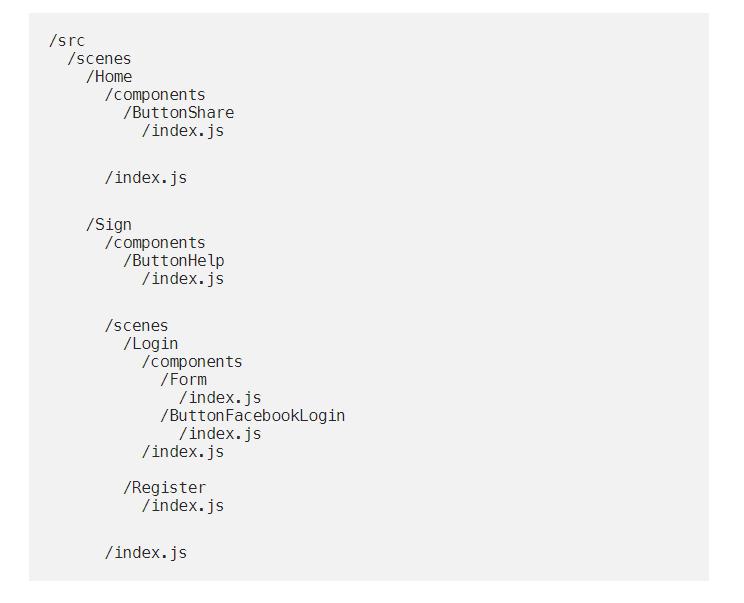 /src
  /scenes
    /Home
      /components
        /ButtonShare
          /index.js

      /index.js

    /Sign
      /components
        /ButtonHelp
          /index.js

      /scenes
        /Login
          /components
            /Form
              /index.js
            /ButtonFacebookLogin
              /index.js
          /index.js

        /Register
          /index.js

      /index.js